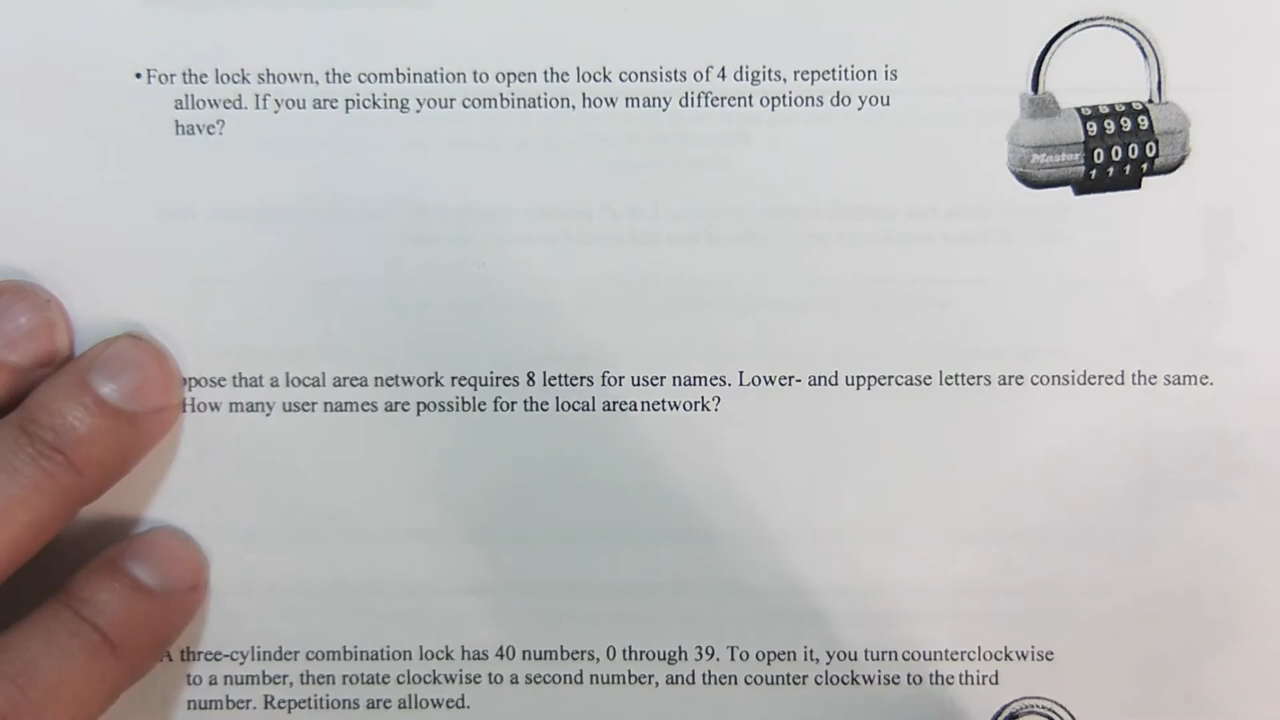 • For the lock shown, the combination to open the lock consists of 4 digits, repetition is
allowed. If you are picking your combination, how many different options do you
have?
9 9 9 9
Master 0 0 0 0
1 1 1 1
pose that a local area network requires 8 letters for user names. Lower- and uppercase letters are considered the same.
How many user names are possible for the local area network?
A three-cylinder combination lock has 40 numbers, 0 through 39. To open it, you turn counterclockwise
to a number, then rotate clockwise to a second number, and then counter clockwise to the third
number. Repetitions are allowed.